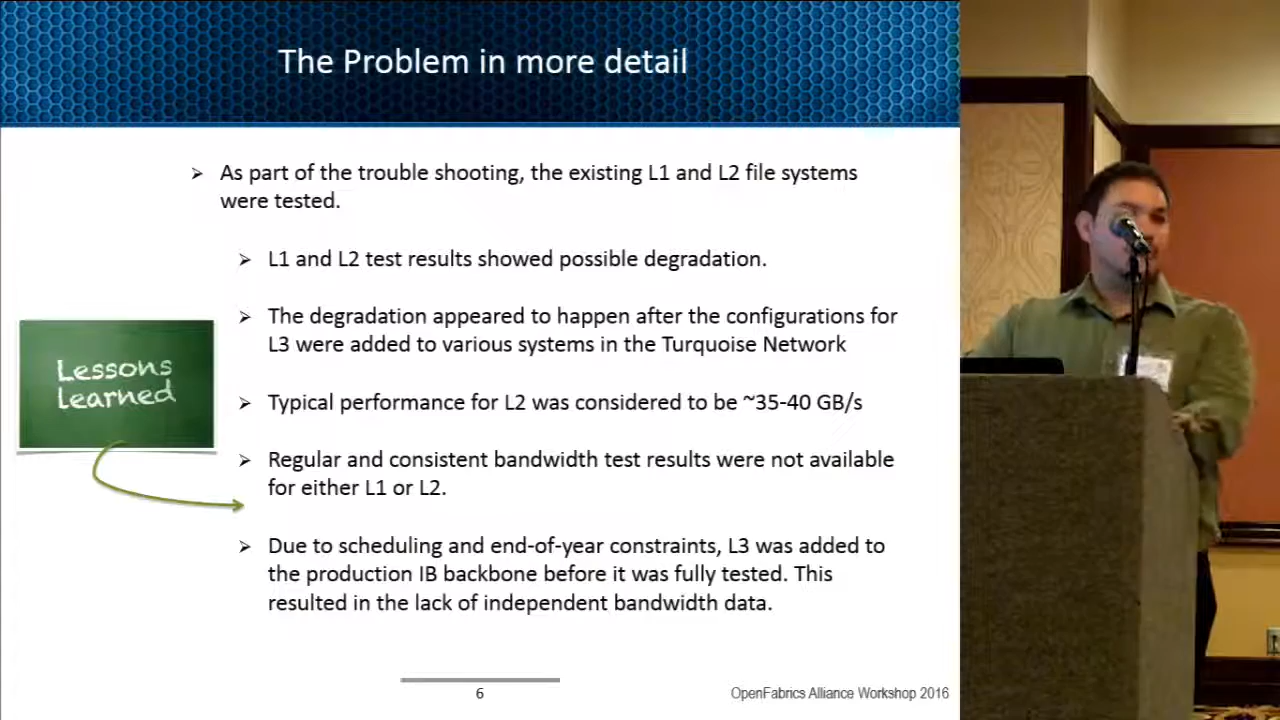 The Problem in more detail
➢ As part of the trouble shooting, the existing L1 and L2 file systems
were tested.
➢ L1 and L2 test results showed possible degradation.
➢ The degradation appeared to happen after the configurations for
L3 were added to various systems in the Turquoise Network
Lessons
Learned
➢ Typical performance for L2 was considered to be ~35-40 GB/s
➢ Regular and consistent bandwidth test results were not available
for either L1 or L2.
➢ Due to scheduling and end-of-year constraints, L3 was added to
the production IB backbone before it was fully tested. This
resulted in the lack of independent bandwidth data.
6
OpenFabrics Alliance Workshop 2016